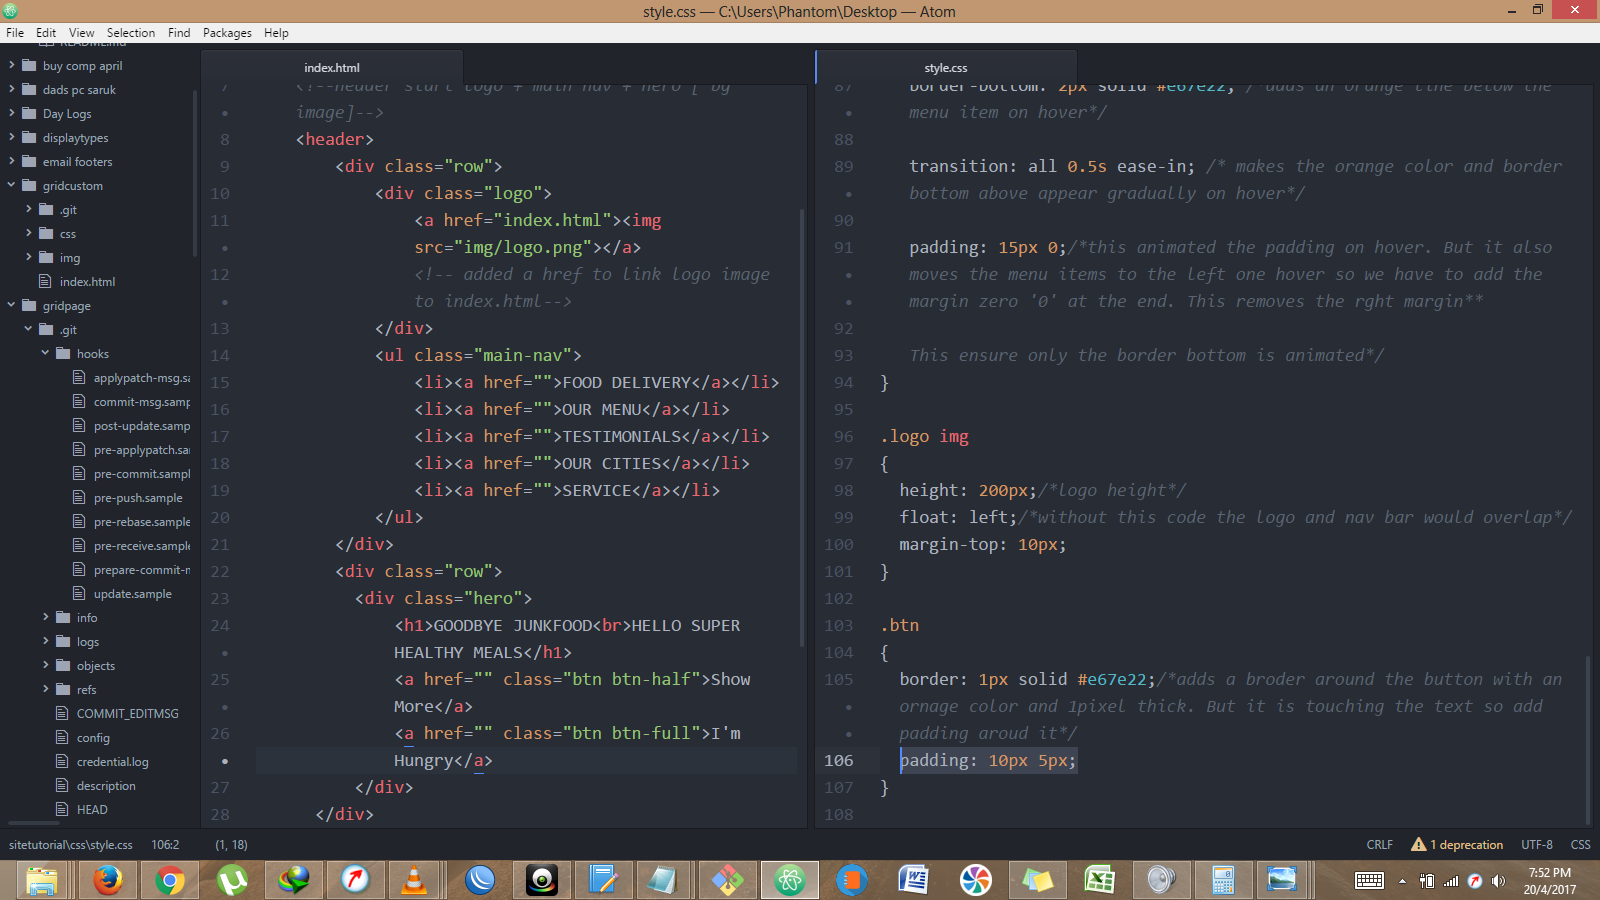 style.css — C:\Users\Phantom\Desktop — Atom
File Edit View Selection Find Packages Help
README.md
buy comp april
dads pc saruk
Day Logs
displaytypes
email footers
gridcustom
.git
css
img
index.html
gridpage
.git
hooks
applypatch-msg.sa
commit-msg.samp
post-update.samp
pre-applypatch.sa
pre-commit.sampl
pre-push.sample
pre-rebase.sample
pre-receive.sample
prepare-commit-m
update.sample
info
logs
objects
refs
COMMIT_EDITMSG
config
credential.log
description
HEAD
index.html
7 <!--header start logo + main nav + hero [ bg
image]-->
8 <header>
9 <div class="row">
10 <div class="logo">
11 <a href="index.html"><img
src="img/logo.png"></a>
12 <!-- added a href to link logo image
to index.html-->
13 </div>
14 <ul class="main-nav">
15 <li><a href="">FOOD DELIVERY</a></li>
16 <li><a href="">OUR MENU</a></li>
17 <li><a href="">TESTIMONIALS</a></li>
18 <li><a href="">OUR CITIES</a></li>
19 <li><a href="">SERVICE</a></li>
20 </ul>
21 </div>
22 <div class="row">
23 <div class="hero">
24 <h1>GOODBYE JUNKFOOD<br>HELLO SUPER
HEALTHY MEALS</h1>
25 <a href="" class="btn btn-half">Show
More</a>
26 <a href="" class="btn btn-full">I'm
Hungry</a>
27 </div>
28 </div>
style.css
87 border-bottom: 2px solid #e67e22; /*adds an orange line below the
menu item on hover*/
88
89 transition: all 0.5s ease-in; /* makes the orange color and border
bottom above appear gradually on hover*/
90
91 padding: 15px 0;/*this animated the padding on hover. But it also
moves the menu items to the left one hover so we have to add the
margin zero '0' at the end. This removes the rght margin**
92
93 This ensure only the border bottom is animated*/
94 }
95
96 .logo img
97 {
98 height: 200px;/*logo height*/
99 float: left;/*without this code the logo and nav bar would overlap*/
100 margin-top: 10px;
101 }
102
103 .btn
104 {
105 border: 1px solid #e67e22;/*adds a broder around the button with an
ornage color and 1pixel thick. But it is touching the text so add
padding aroud it*/
106 padding: 10px 5px;
107 }
108
sitetutorial\css\style.css 106:2 (1, 18) CRLF 1 deprecation UTF-8 CSS
7:52 PM
20/4/2017